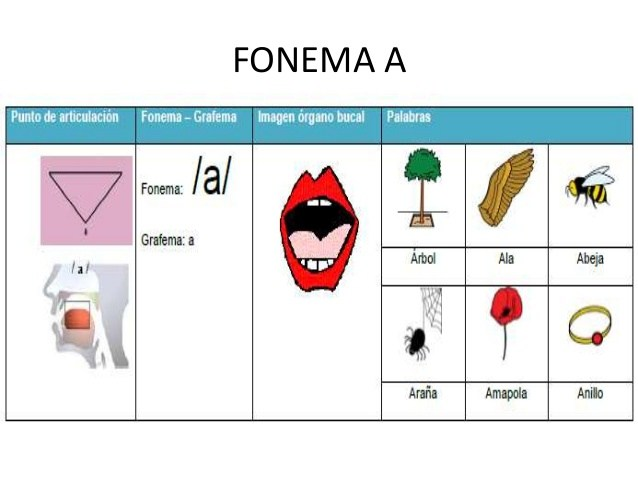 FONEMA A
Punto de articulación
Fonema – Grafema
Imagen órgano bucal
Palabras
Fonema: /a/
Grafema: a
/ a /
Árbol
Ala
Abeja
Araña
Amapola
Anillo